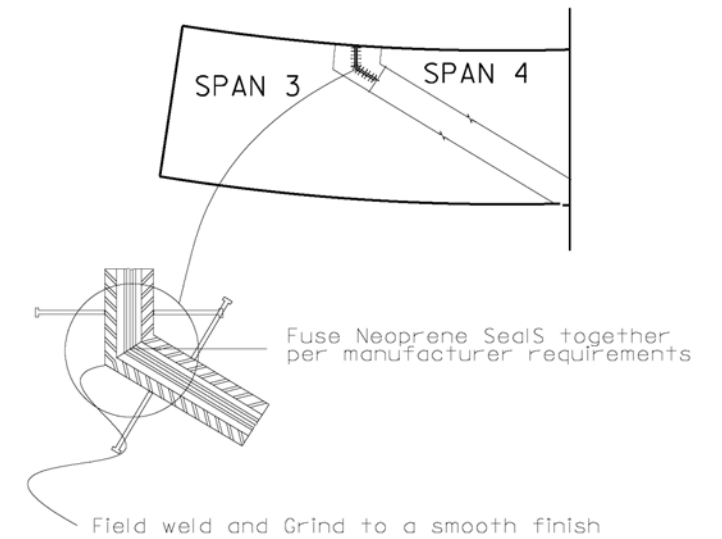 SPAN 3
SPAN 4
Fuse Neoprene SealS together
per manufacturer requirements
Field weld and Grind to a smooth finish